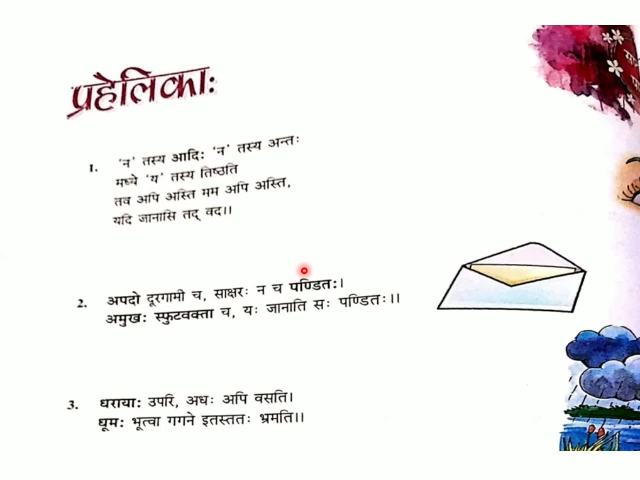 प्रहेलिकाः
1. 'न' तस्य आदिः 'न' तस्य अन्तः
मध्ये 'य' तस्य तिष्ठति
तव अपि अस्ति मम अपि अस्ति,
यदि जानासि तद् वद॥
2. अपदो दूरगामी च, साक्षरः न च पण्डितः।
अमुखः स्फुटवक्ता च, यः जानाति सः पण्डितः।।
3. धरायाः उपरि, अधः अपि वसति।
धूमः भूत्वा गगने इतस्ततः भ्रमति।।